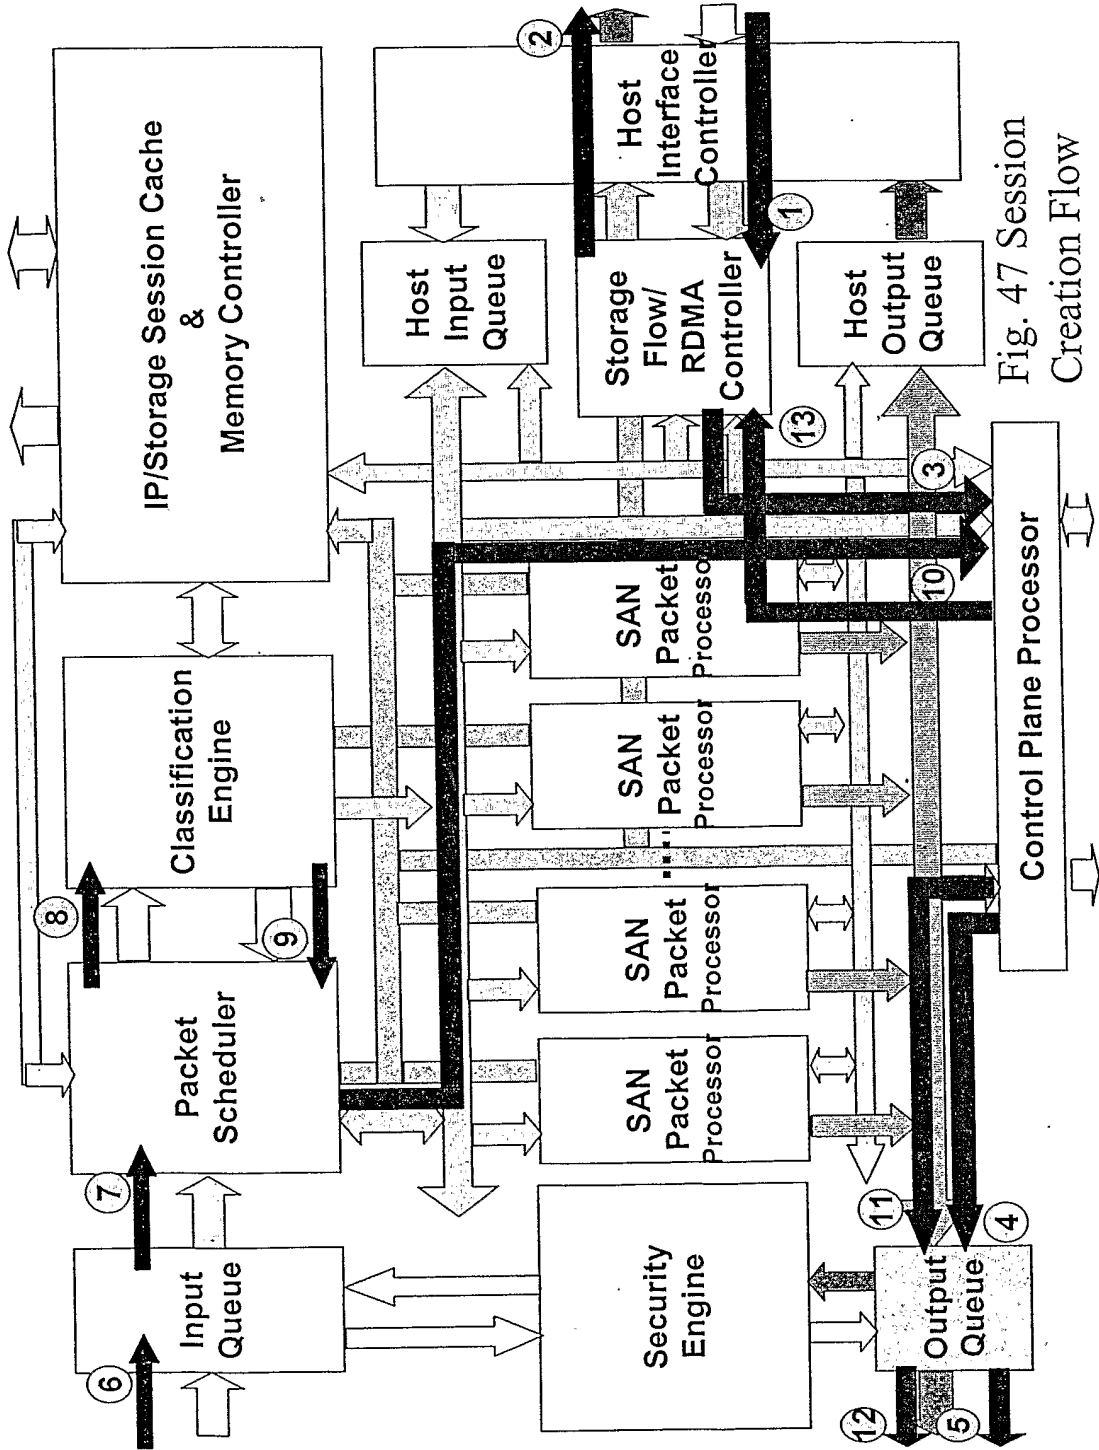 IP/Storage Session Cache
&
Memory Controller
Classification
Engine
Packet
Scheduler
Input
Queue
Host
Input
Queue
Host
Interface
Controller
Storage
Flow/
RDMA
Controller
Host
Output
Queue
SAN
Packet
Processor
SAN
Packet
Processor
SAN
Packet
Processor
SAN
Packet
Processor
Security
Engine
Output
Queue
Control Plane Processor
1
2
3
4
5
6
7
8
9
10
11
12
13
Fig. 47 Session
Creation Flow